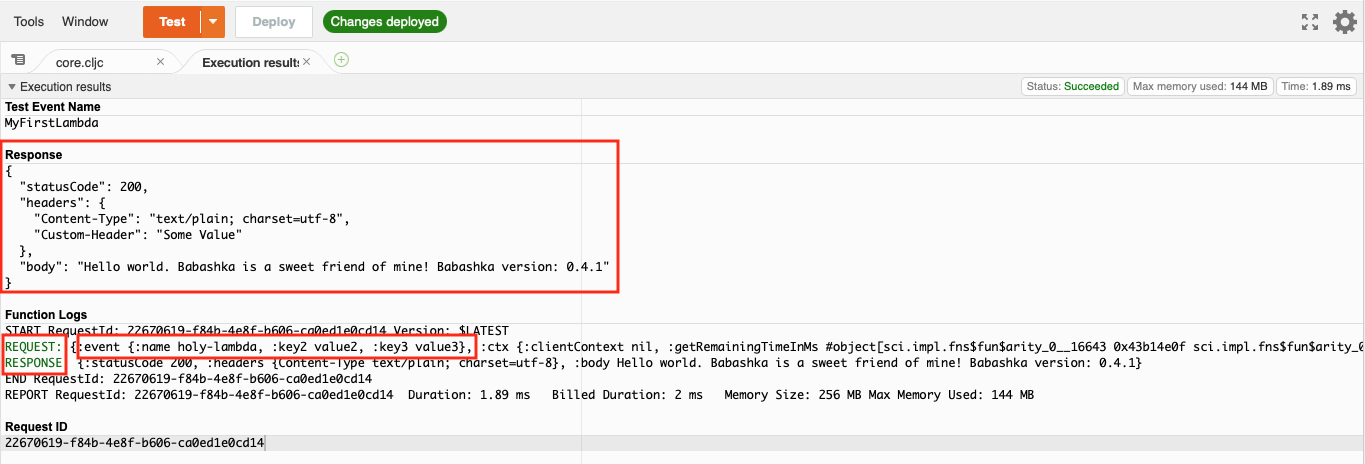 Tools Window Test Deploy Changes deployed
core.cljc × Execution results ×
Execution results Status: Succeeded Max memory used: 144 MB Time: 1.89 ms
Test Event Name
MyFirstLambda
Response
{
"statusCode": 200,
"headers": {
"Content-Type": "text/plain; charset=utf-8",
"Custom-Header": "Some Value"
},
"body": "Hello world. Babashka is a sweet friend of mine! Babashka version: 0.4.1"
}
Function Logs
START RequestId: 22670619-f84b-4e8f-b606-ca0ed1e0cd14 Version: $LATEST
REQUEST: {:event {:name holy-lambda, :key2 value2, :key3 value3}, :ctx {:clientContext nil, :getRemainingTimeInMs #object[sci.impl.fns$fun$arity_0__16643 0x43b14e0f sci.impl.fns$fun$arity_0
RESPONSE {:statusCode 200, :headers {Content-Type text/plain; charset=utf-8}, :body Hello world. Babashka is a sweet friend of mine! Babashka version: 0.4.1}
END RequestId: 22670619-f84b-4e8f-b606-ca0ed1e0cd14
REPORT RequestId: 22670619-f84b-4e8f-b606-ca0ed1e0cd14 Duration: 1.89 ms Billed Duration: 2 ms Memory Size: 256 MB Max Memory Used: 144 MB
Request ID
22670619-f84b-4e8f-b606-ca0ed1e0cd14